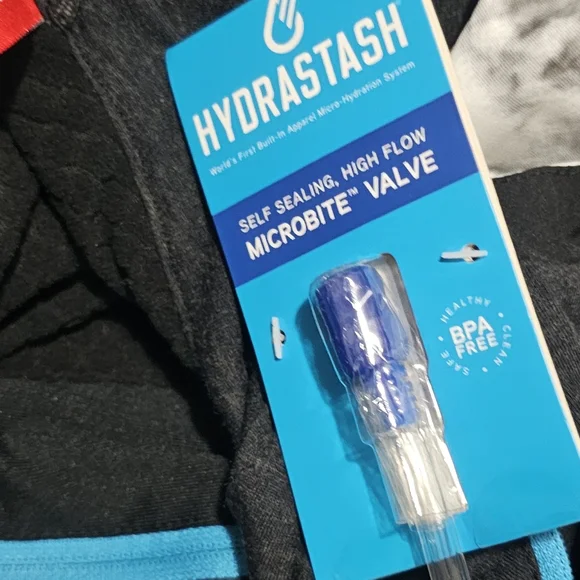 HYDRASTASH®
World's First Built-In Apparel Micro-Hydration System
SELF SEALING, HIGH FLOW
MICROBITE™ VALVE
HEALTHY • CLEAN • SAFE •
BPA
FREE